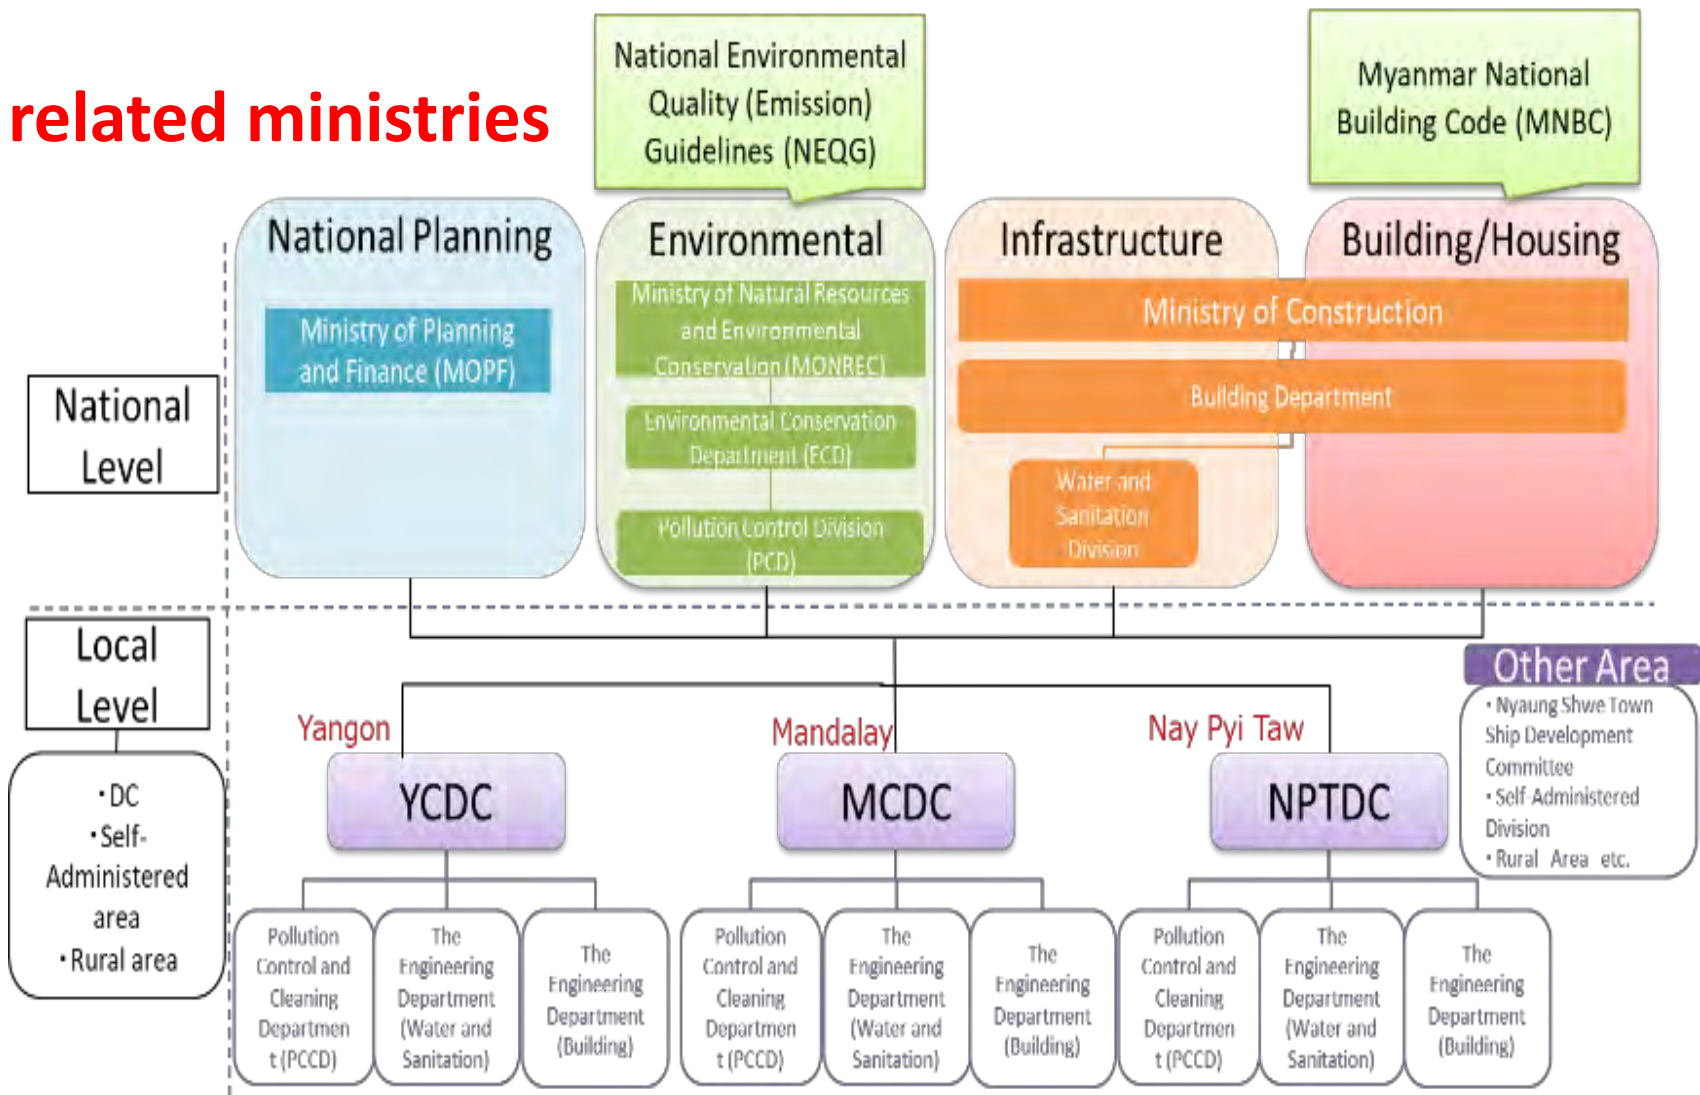 related ministries
National Environmental
Quality (Emission)
Guidelines (NEQG)
Myanmar National
Building Code (MNBC)
National Planning
Environmental
Infrastructure
Building/Housing
Ministry of Planning
and Finance (MOPF)
Ministry of Natural Resources
and Environmental
Conservation (MONREC)
Ministry of Construction
Building Department
Environmental Conservation
Department (ECD)
Water and
Sanitation
Division
Pollution Control Division
(PCD)
National
Level
Local
Level
• DC
• Self-
Administered
area
• Rural area
Yangon
Mandalay
Nay Pyi Taw
YCDC
MCDC
NPTDC
Other Area
• Nyaung Shwe Town
Ship Development
Committee
• Self-Administered
Division
• Rural Area etc.
Pollution
Control and
Cleaning
Departmen
t (PCCD)
The
Engineering
Department
(Water and
Sanitation)
The
Engineering
Department
(Building)
Pollution
Control and
Cleaning
Departmen
t (PCCD)
The
Engineering
Department
(Water and
Sanitation)
The
Engineering
Department
(Building)
Pollution
Control and
Cleaning
Departmen
t (PCCD)
The
Engineering
Department
(Water and
Sanitation)
The
Engineering
Department
(Building)